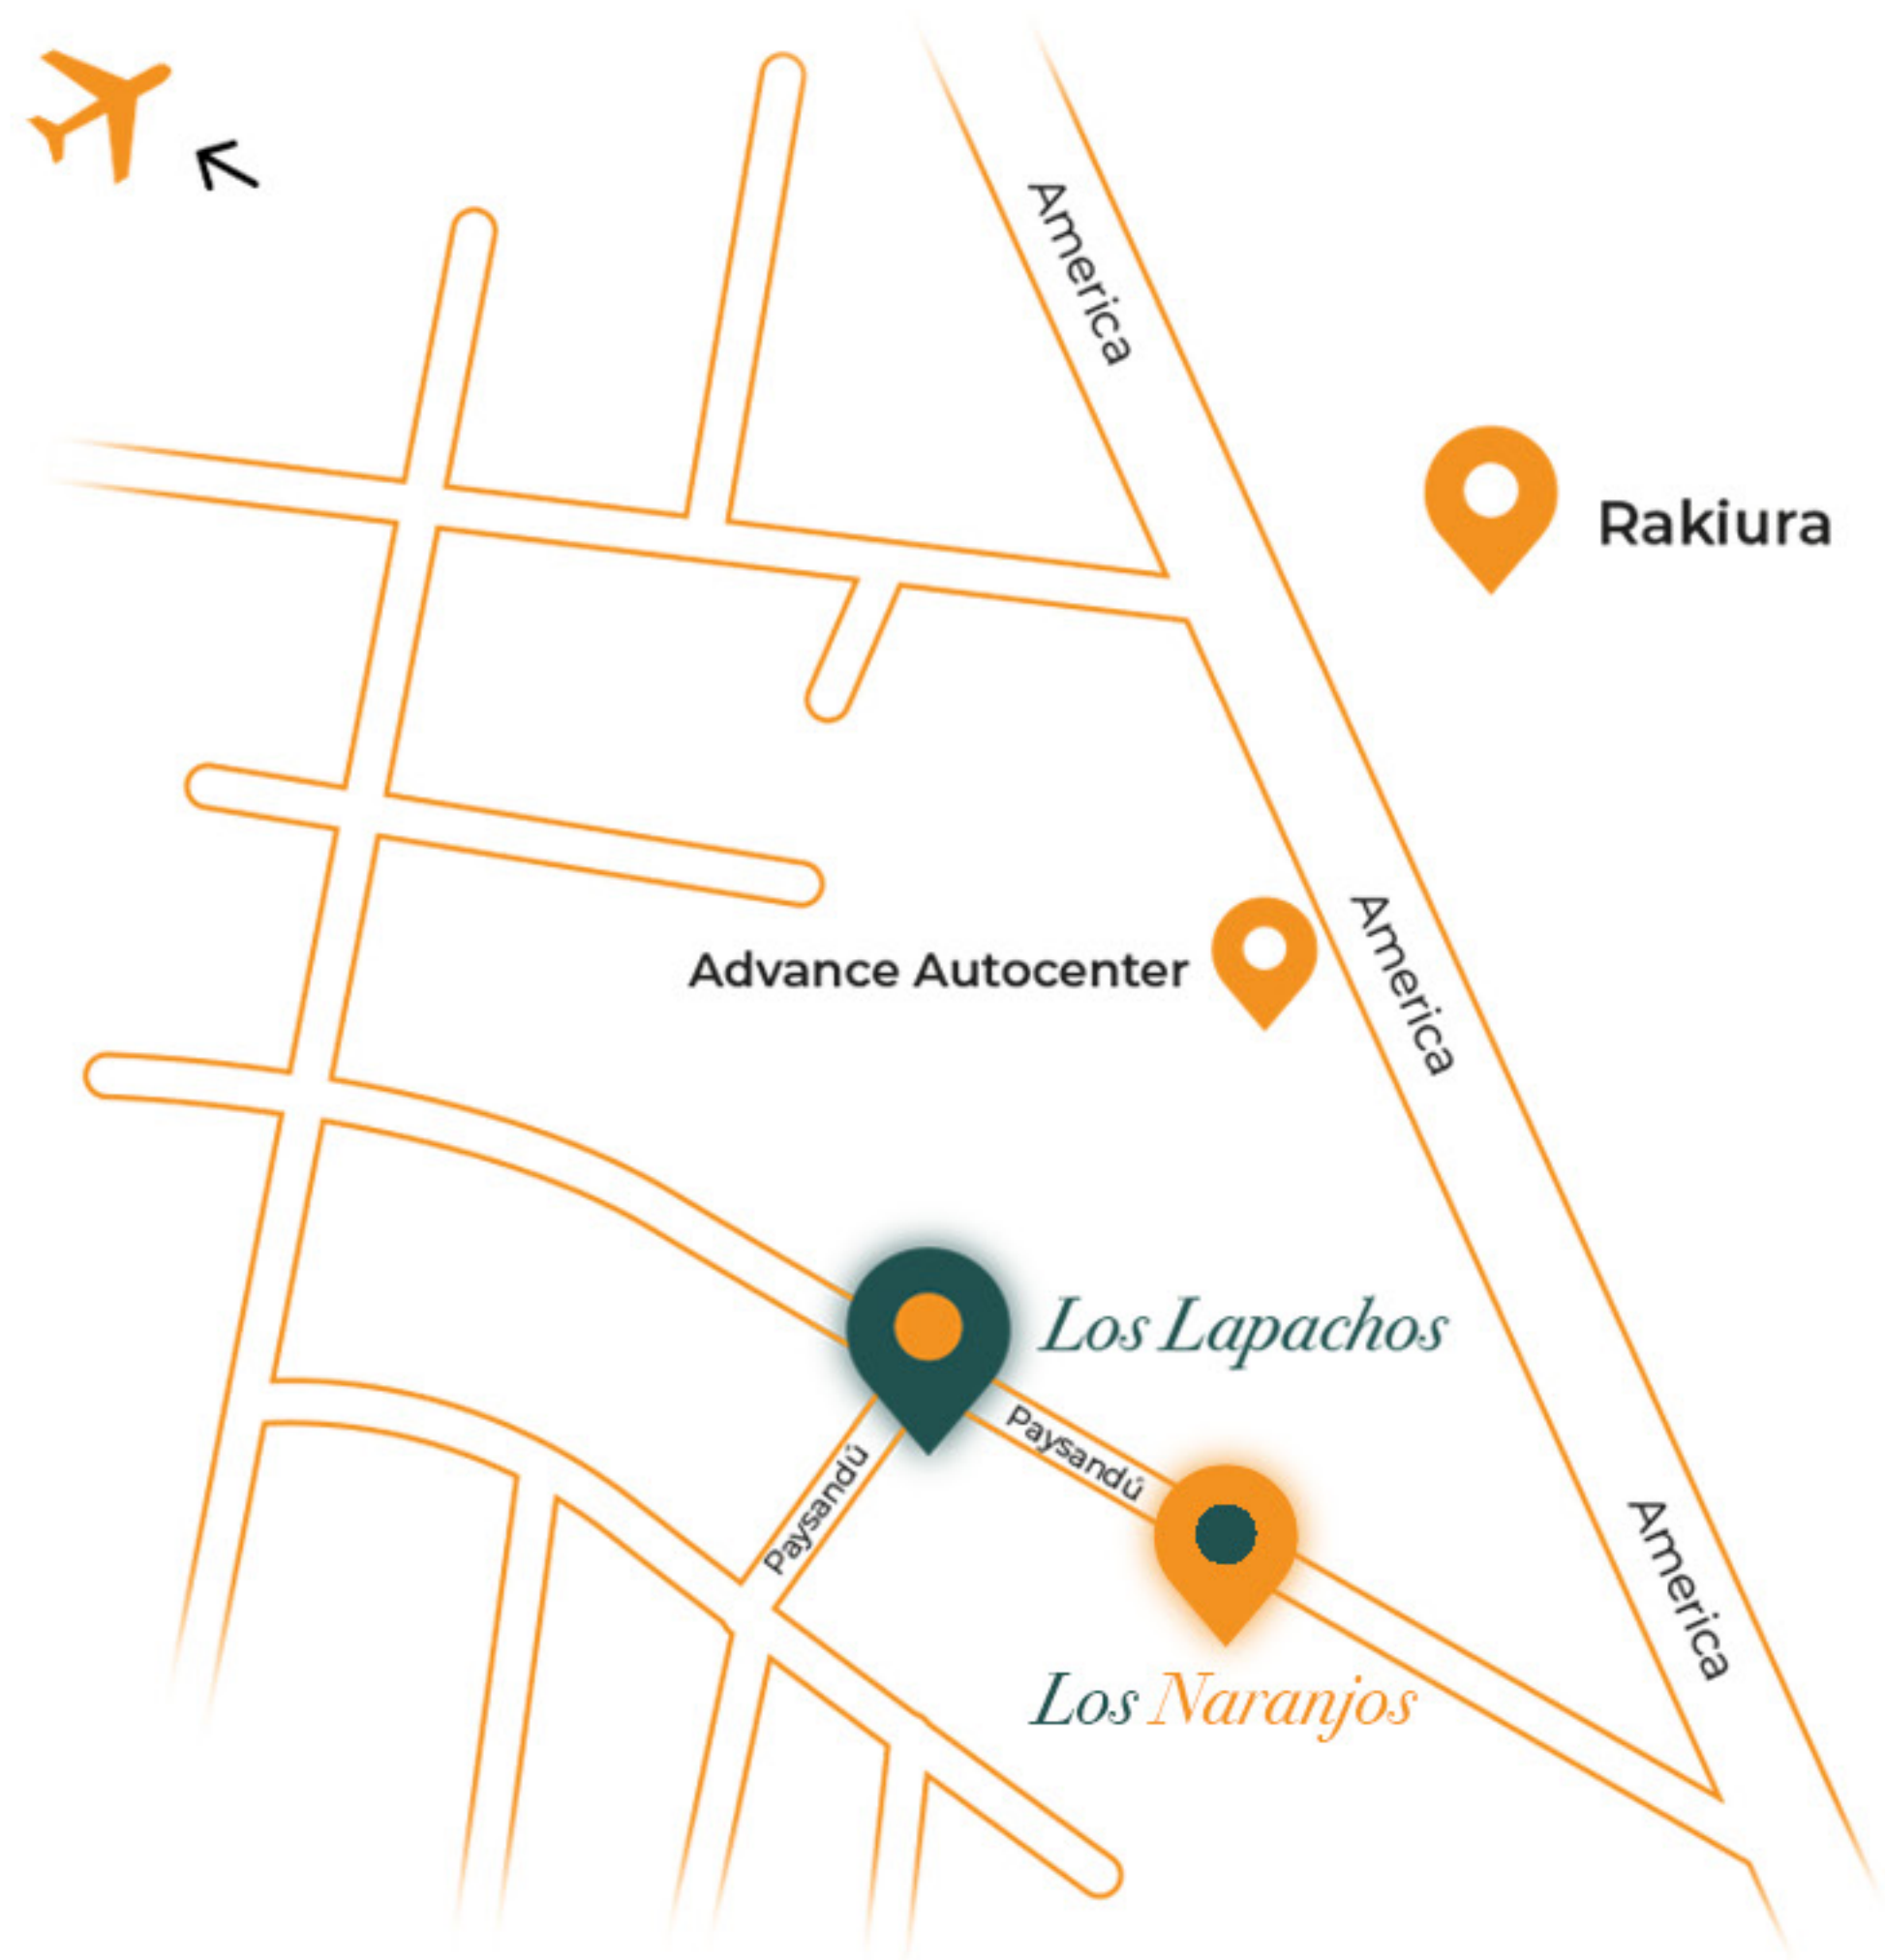 America
Rakiura
America
Advance Autocenter
Los Lapachos
Paysandú
Paysandú
America
Los Naranjos